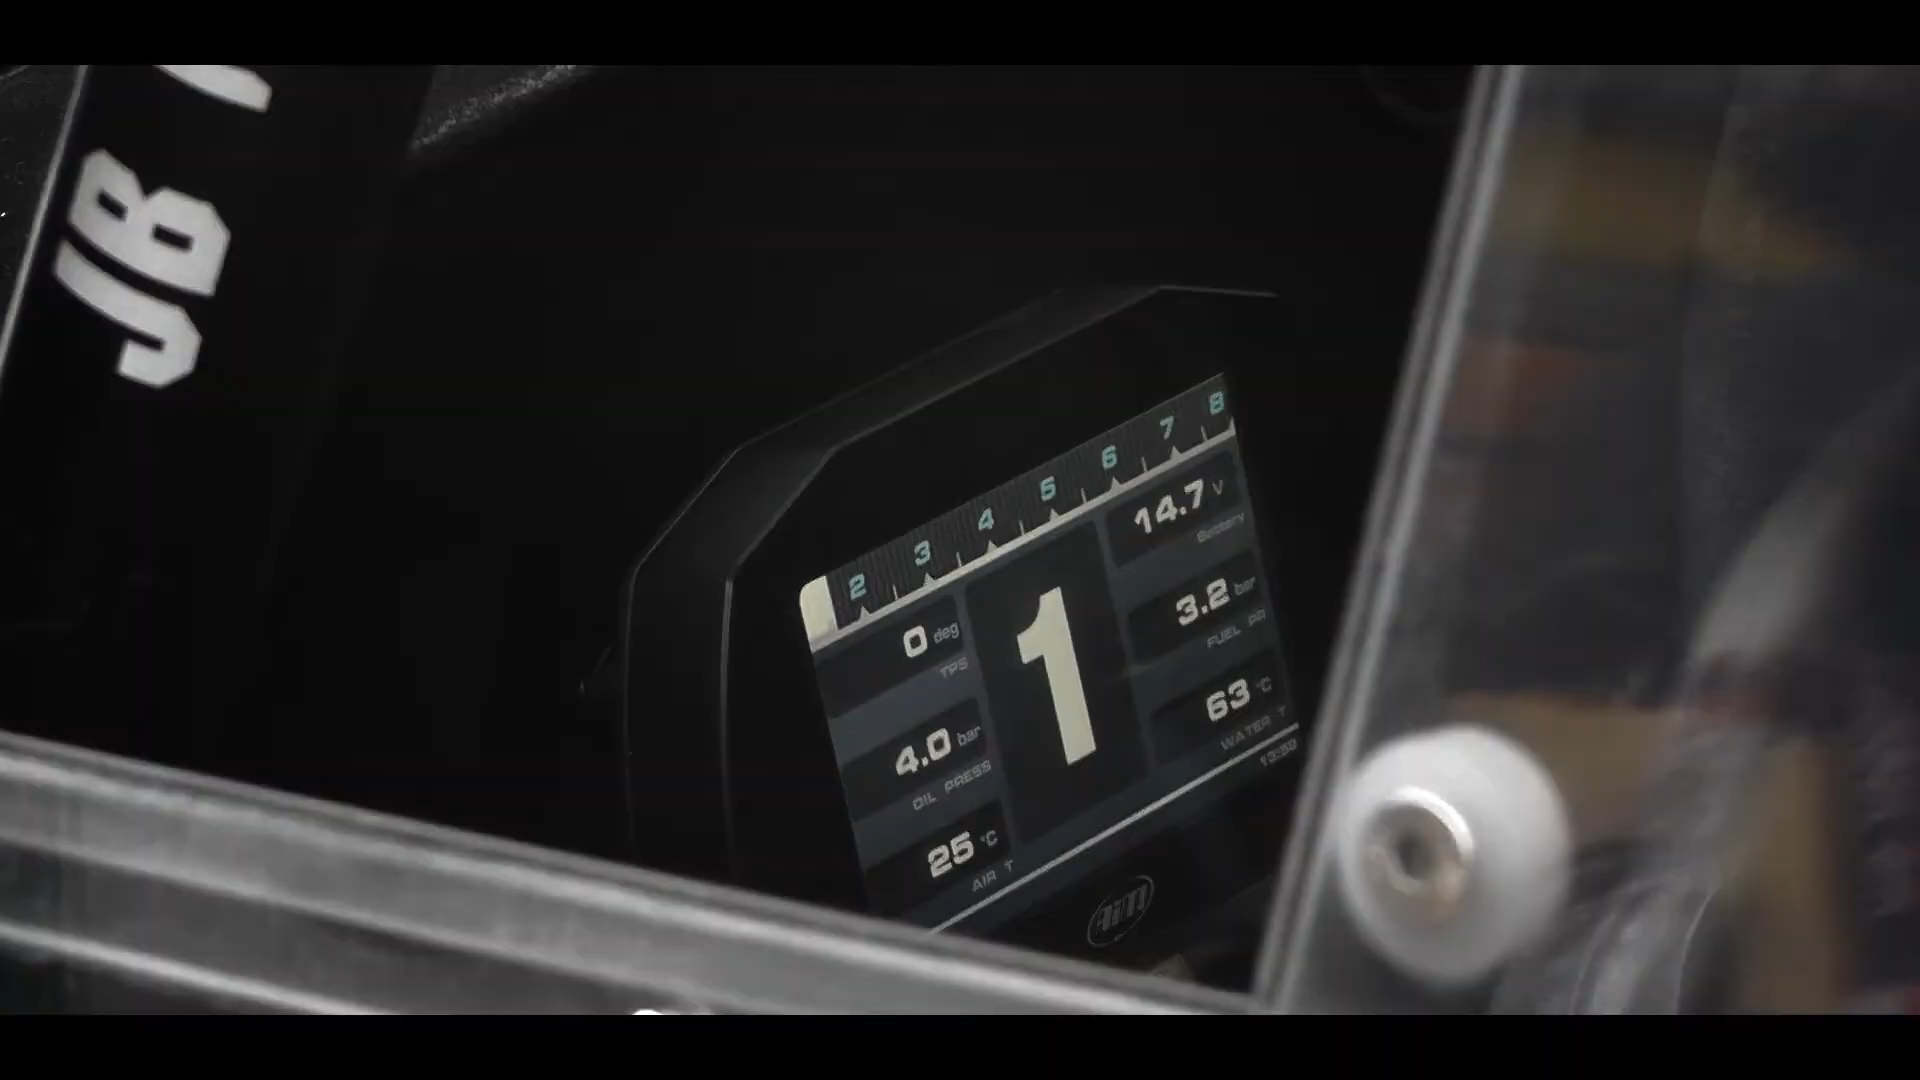 JB
2 3 4 5 6 7 8
0 deg
TPS
4.0 bar
OIL PRESS
25 °C
AIR T
1
14.7 V
Battery
3.2 bar
FUEL PR
63 °C
WATER T
AiM